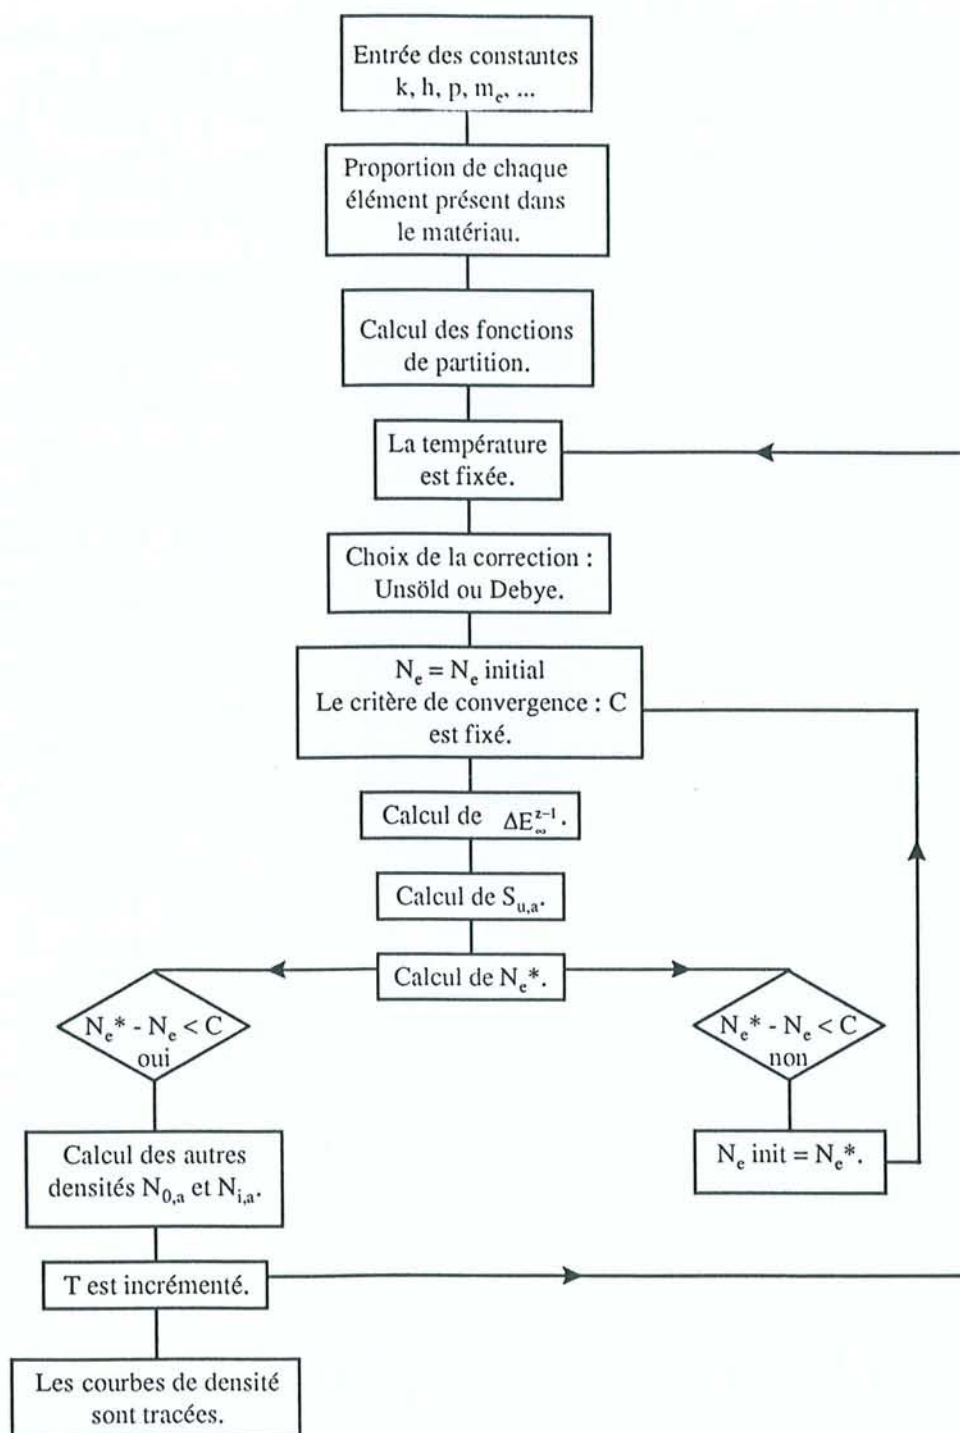 Entrée des constantes
k, h, p, mₑ, ...
Proportion de chaque
élément présent dans
le matériau.
Calcul des fonctions
de partition.
La température
est fixée.
Choix de la correction :
Unsöld ou Debye.
Nₑ = Nₑ initial
Le critère de convergence : C
est fixé.
Calcul de ΔE_∞^{z-1}.
Calcul de S_{u,a}.
Calcul de Nₑ*.
Nₑ* - Nₑ < C
oui
Nₑ* - Nₑ < C
non
Calcul des autres
densités N_{0,a} et N_{i,a}.
Nₑ init = Nₑ*.
T est incrémenté.
Les courbes de densité
sont tracées.